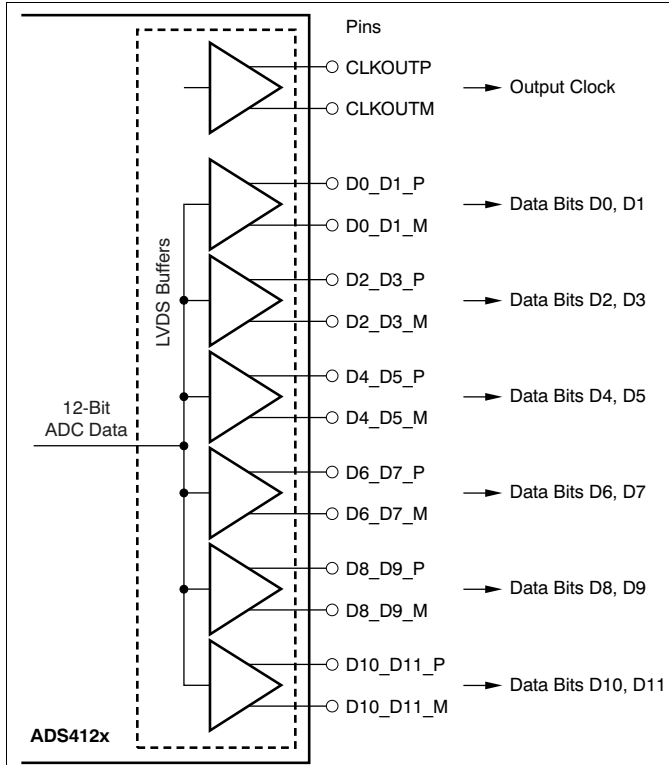 Pins
CLKOUTP
Output Clock
CLKOUTM
D0_D1_P
Data Bits D0, D1
D0_D1_M
LVDS Buffers
D2_D3_P
Data Bits D2, D3
D2_D3_M
12-Bit
ADC Data
D4_D5_P
Data Bits D4, D5
D4_D5_M
D6_D7_P
Data Bits D6, D7
D6_D7_M
D8_D9_P
Data Bits D8, D9
D8_D9_M
D10_D11_P
Data Bits D10, D11
D10_D11_M
ADS412x